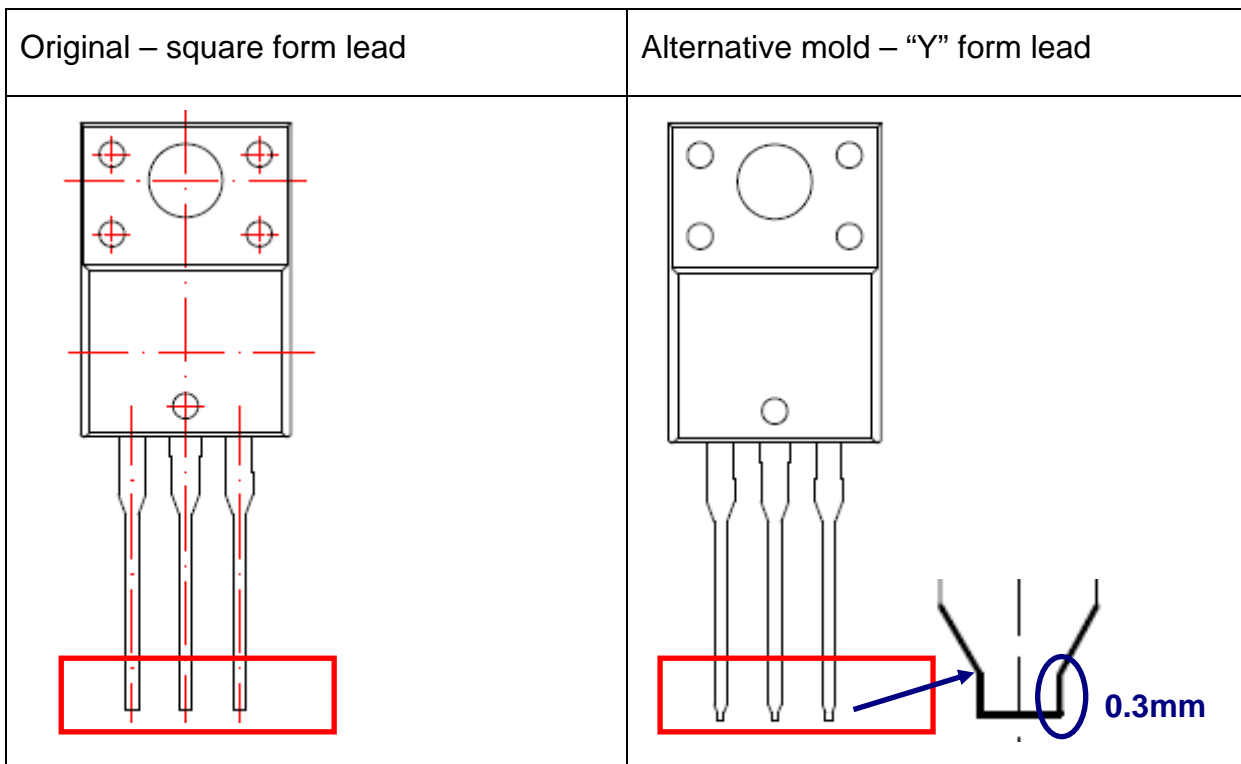 Original – square form lead
Alternative mold – “Y” form lead
0.3mm